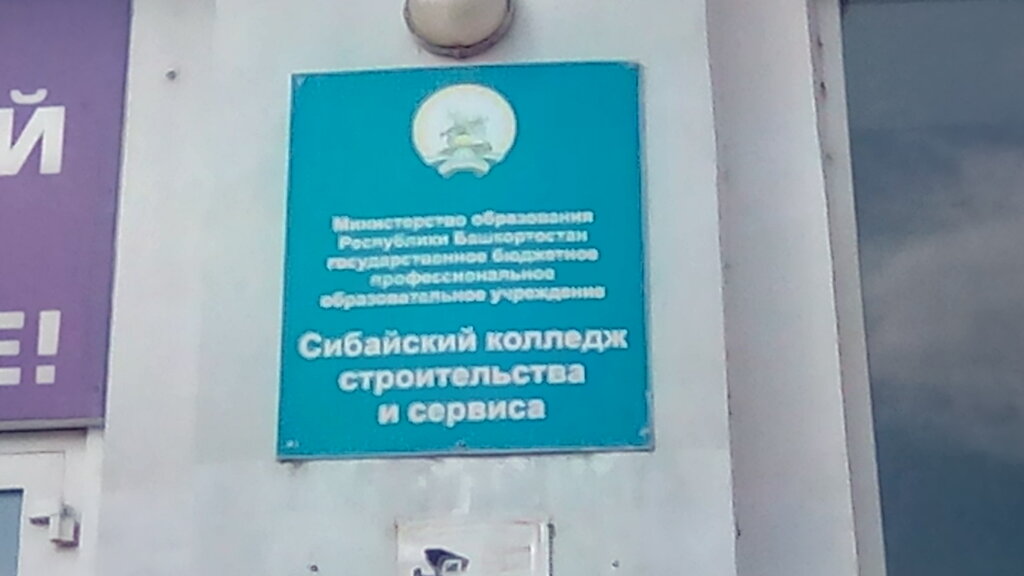 Й
Е!
Министерство образования
Республики Башкортостан
государственное бюджетное
профессиональное
образовательное учреждение
Сибайский колледж
строительства
и сервиса